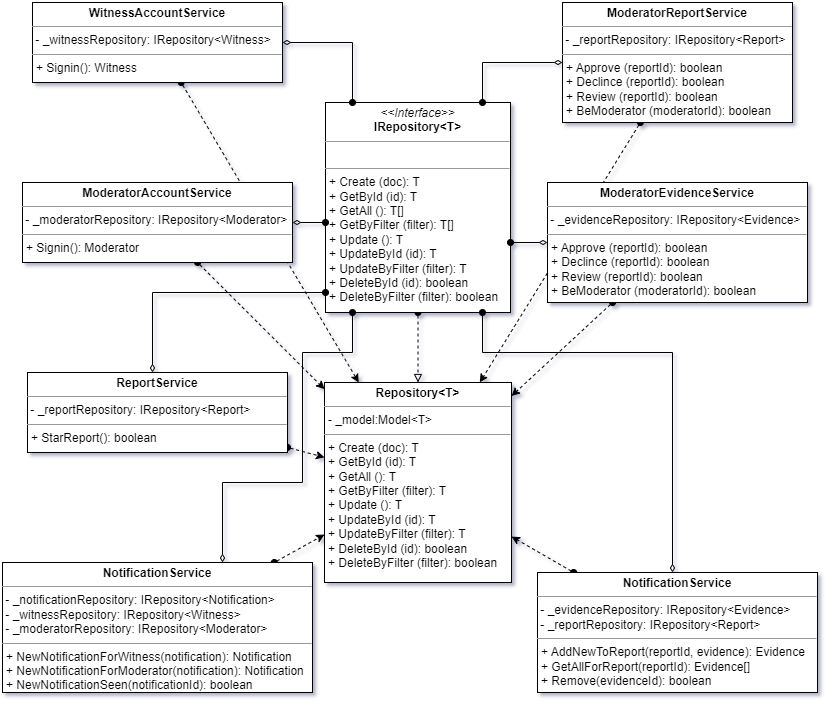 WitnessAccountService
- _witnessRepository: IRepository<Witness>
+ Signin(): Witness
ModeratorReportService
- _reportRepository: IRepository<Report>
+ Approve (reportId): boolean
+ Declince (reportId): boolean
+ Review (reportId): boolean
+ BeModerator (moderatorId): boolean
<<Interface>>
IRepository<T>
+ Create (doc): T
+ GetById (id): T
+ GetAll (): T[]
+ GetByFilter (filter): T[]
+ Update (): T
+ UpdateById (id): T
+ UpdateByFilter (filter): T
+ DeleteById (id): boolean
+ DeleteByFilter (filter): boolean
ModeratorAccountService
- _moderatorRepository: IRepository<Moderator>
+ Signin(): Moderator
ModeratorEvidenceService
- _evidenceRepository: IRepository<Evidence>
+ Approve (reportId): boolean
+ Declince (reportId): boolean
+ Review (reportId): boolean
+ BeModerator (moderatorId): boolean
ReportService
- _reportRepository: IRepository<Report>
+ StarReport(): boolean
Repository<T>
- _model:Model<T>
+ Create (doc): T
+ GetById (id): T
+ GetAll (): T
+ GetByFilter (filter): T
+ Update (): T
+ UpdateById (id): T
+ UpdateByFilter (filter): T
+ DeleteById (id): boolean
+ DeleteByFilter (filter): boolean
NotificationService
- _notificationRepository: IRepository<Notification>
- _witnessRepository: IRepository<Witness>
- _moderatorRepository: IRepository<Moderator>
+ NewNotificationForWitness(notification): Notification
+ NewNotificationForModerator(notification): Notification
+ NewNotificationSeen(notificationId): boolean
NotificationService
- _evidenceRepository: IRepository<Evidence>
- _reportRepository: IRepository<Report>
+ AddNewToReport(reportId, evidence): Evidence
+ GetAllForReport(reportId): Evidence[]
+ Remove(evidenceId): boolean